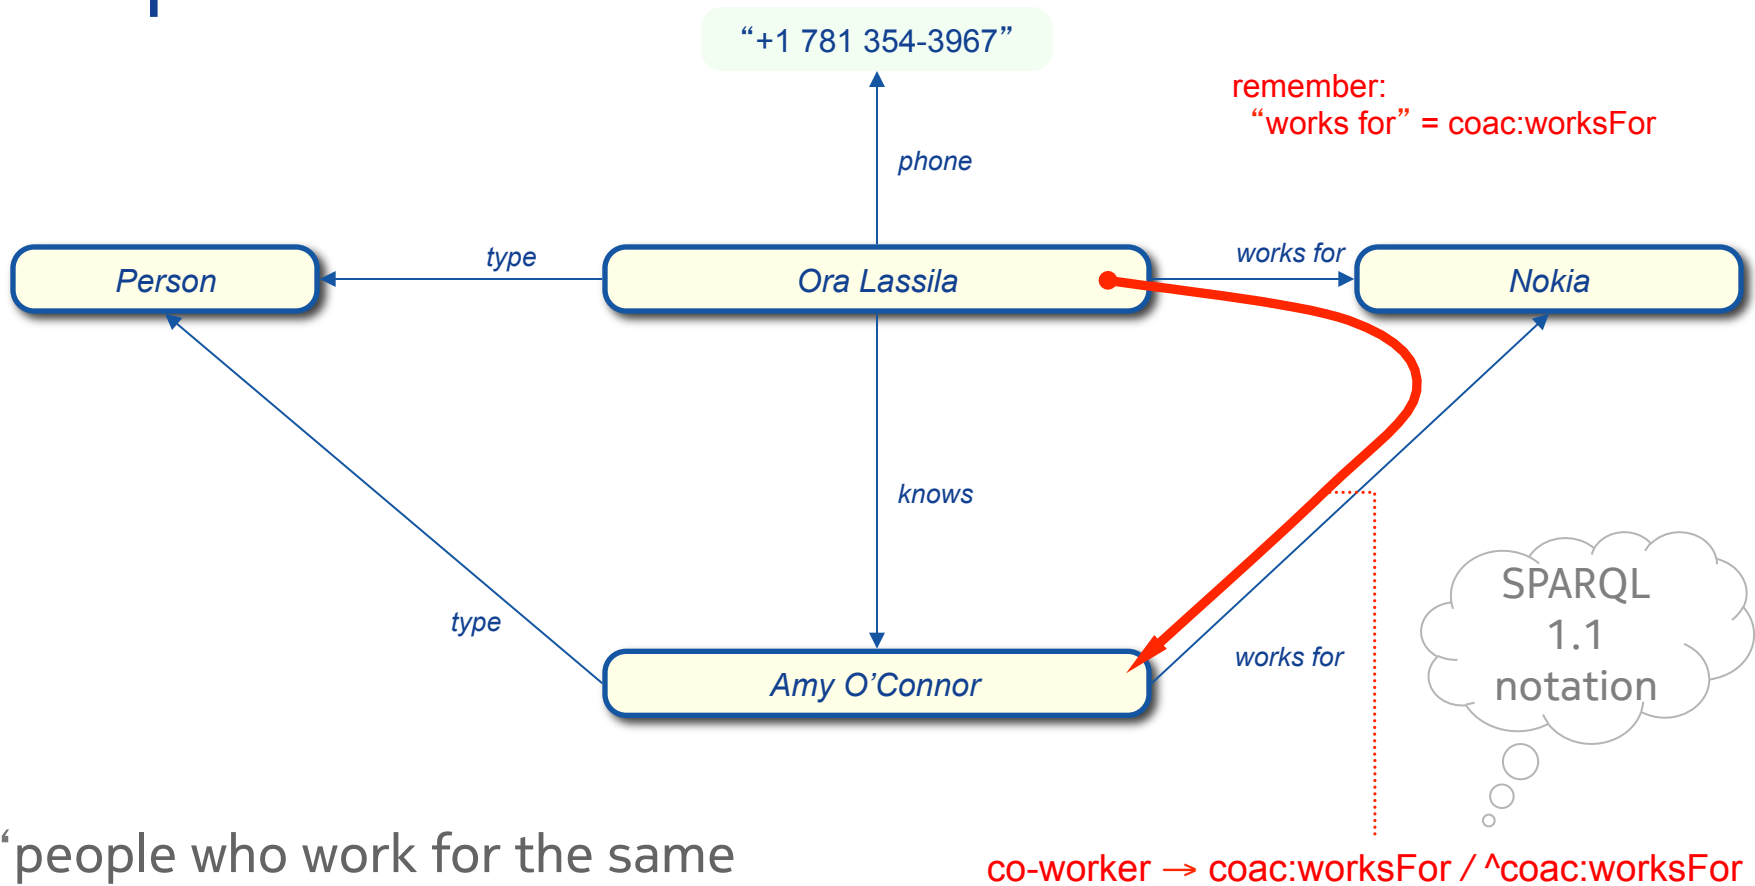 “+1 781 354-3967”
remember:
“works for” = coac:worksFor
phone
type
works for
Person
Ora Lassila
Nokia
knows
type
works for
Amy O’Connor
SPARQL
1.1
notation
‘people who work for the same
co-worker → coac:worksFor / ^coac:worksFor